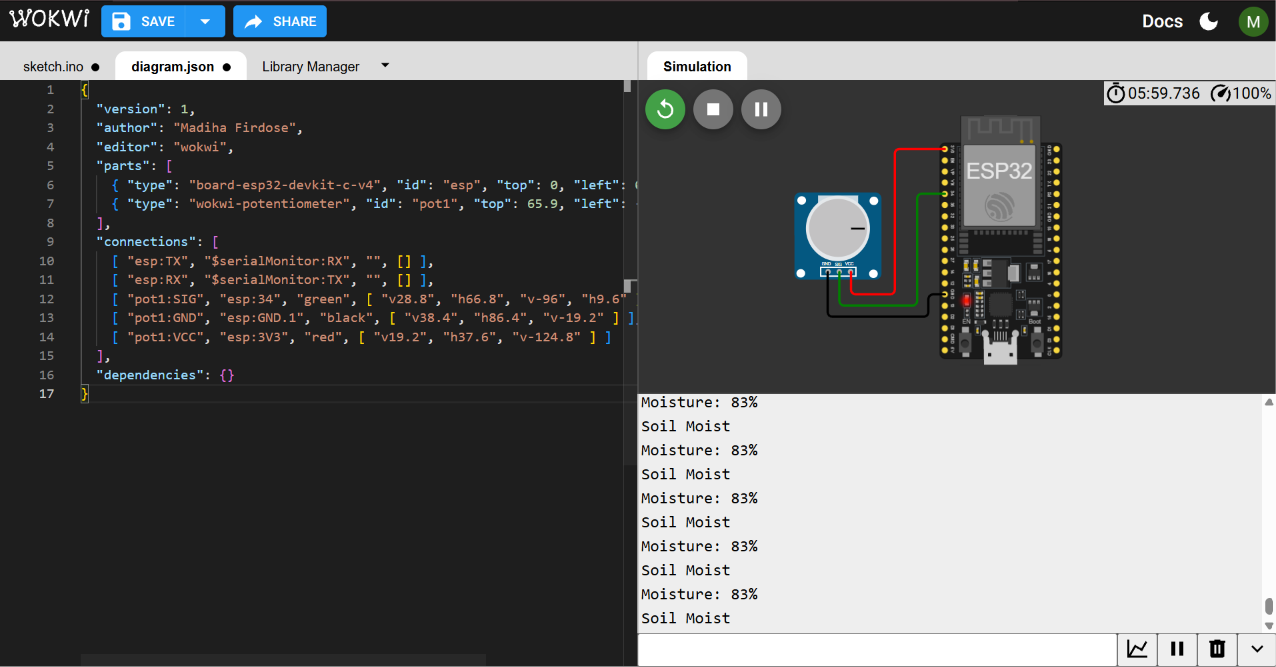 WOKWI
SAVE
SHARE
Docs
M
sketch.ino ●
diagram.json ●
Library Manager
Simulation
1 {
2 "version": 1,
3 "author": "Madiha Firdose",
4 "editor": "wokwi",
5 "parts": [
6 { "type": "board-esp32-devkit-c-v4", "id": "esp", "top": 0, "left":
7 { "type": "wokwi-potentiometer", "id": "pot1", "top": 65.9, "left":
8 ],
9 "connections": [
10 [ "esp:TX", "$serialMonitor:RX", "", [] ],
11 [ "esp:RX", "$serialMonitor:TX", "", [] ],
12 [ "pot1:SIG", "esp:34", "green", [ "v28.8", "h66.8", "v-96", "h9.6"
13 [ "pot1:GND", "esp:GND.1", "black", [ "v38.4", "h86.4", "v-19.2" ] ],
14 [ "pot1:VCC", "esp:3V3", "red", [ "v19.2", "h37.6", "v-124.8" ] ]
15 ],
16 "dependencies": {}
17 }
05:59.736 100%
ESP32
GND SIG VCC
EN Boot
Moisture: 83%
Soil Moist
Moisture: 83%
Soil Moist
Moisture: 83%
Soil Moist
Moisture: 83%
Soil Moist
Moisture: 83%
Soil Moist